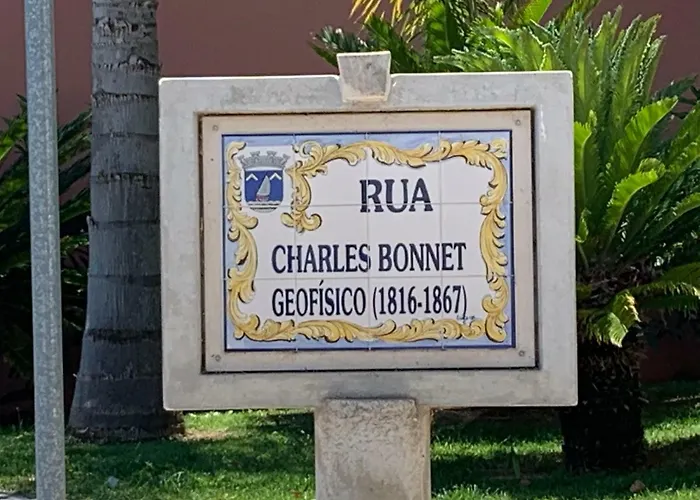 RUA
CHARLES BONNET
GEOFÍSICO (1816-1867)